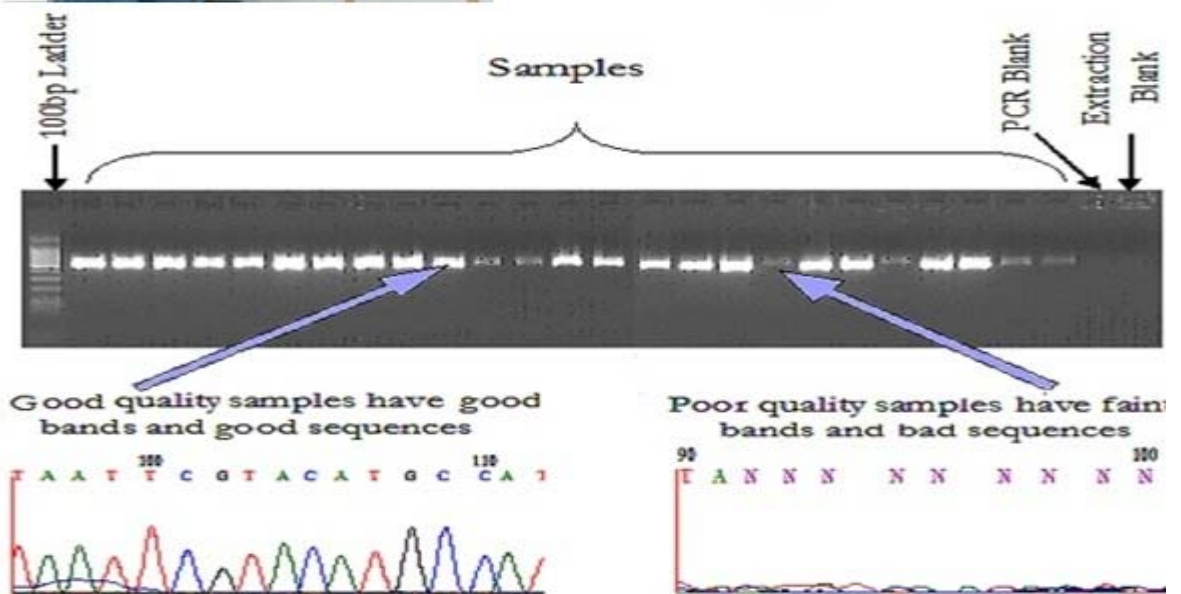 100bp Ladder
Samples
PCR Blank
Extraction
Blank
Good quality samples have good
bands and good sequences
Poor quality samples have faint
bands and bad sequences
110
T A A T T C G T A C A T G C C A T
90
100
T A N N N N N N N N N